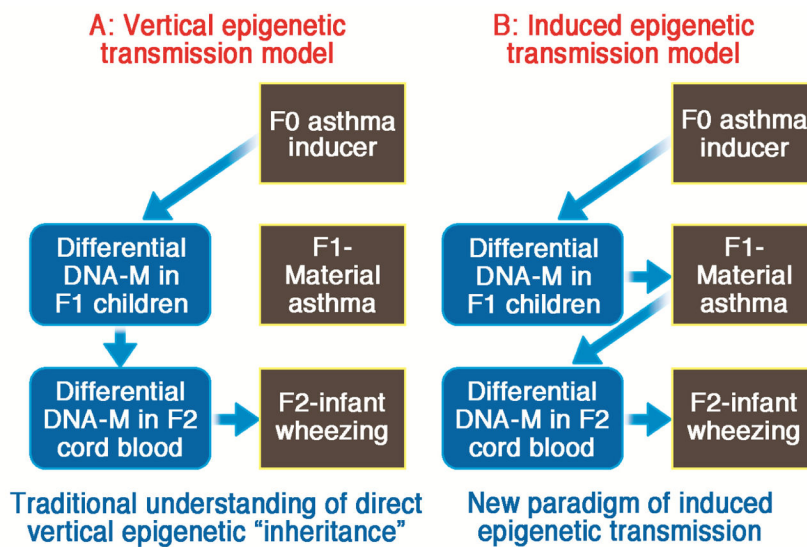 A: Vertical epigenetic
transmission model
F0 asthma
inducer
Differential
DNA-M in
F1 children
F1-
Material
asthma
Differential
DNA-M in F2
cord blood
F2-infant
wheezing
Traditional understanding of direct
vertical epigenetic “inheritance”
B: Induced epigenetic
transmission model
F0 asthma
inducer
Differential
DNA-M in
F1 children
F1-
Material
asthma
Differential
DNA-M in F2
cord blood
F2-infant
wheezing
New paradigm of induced
epigenetic transmission